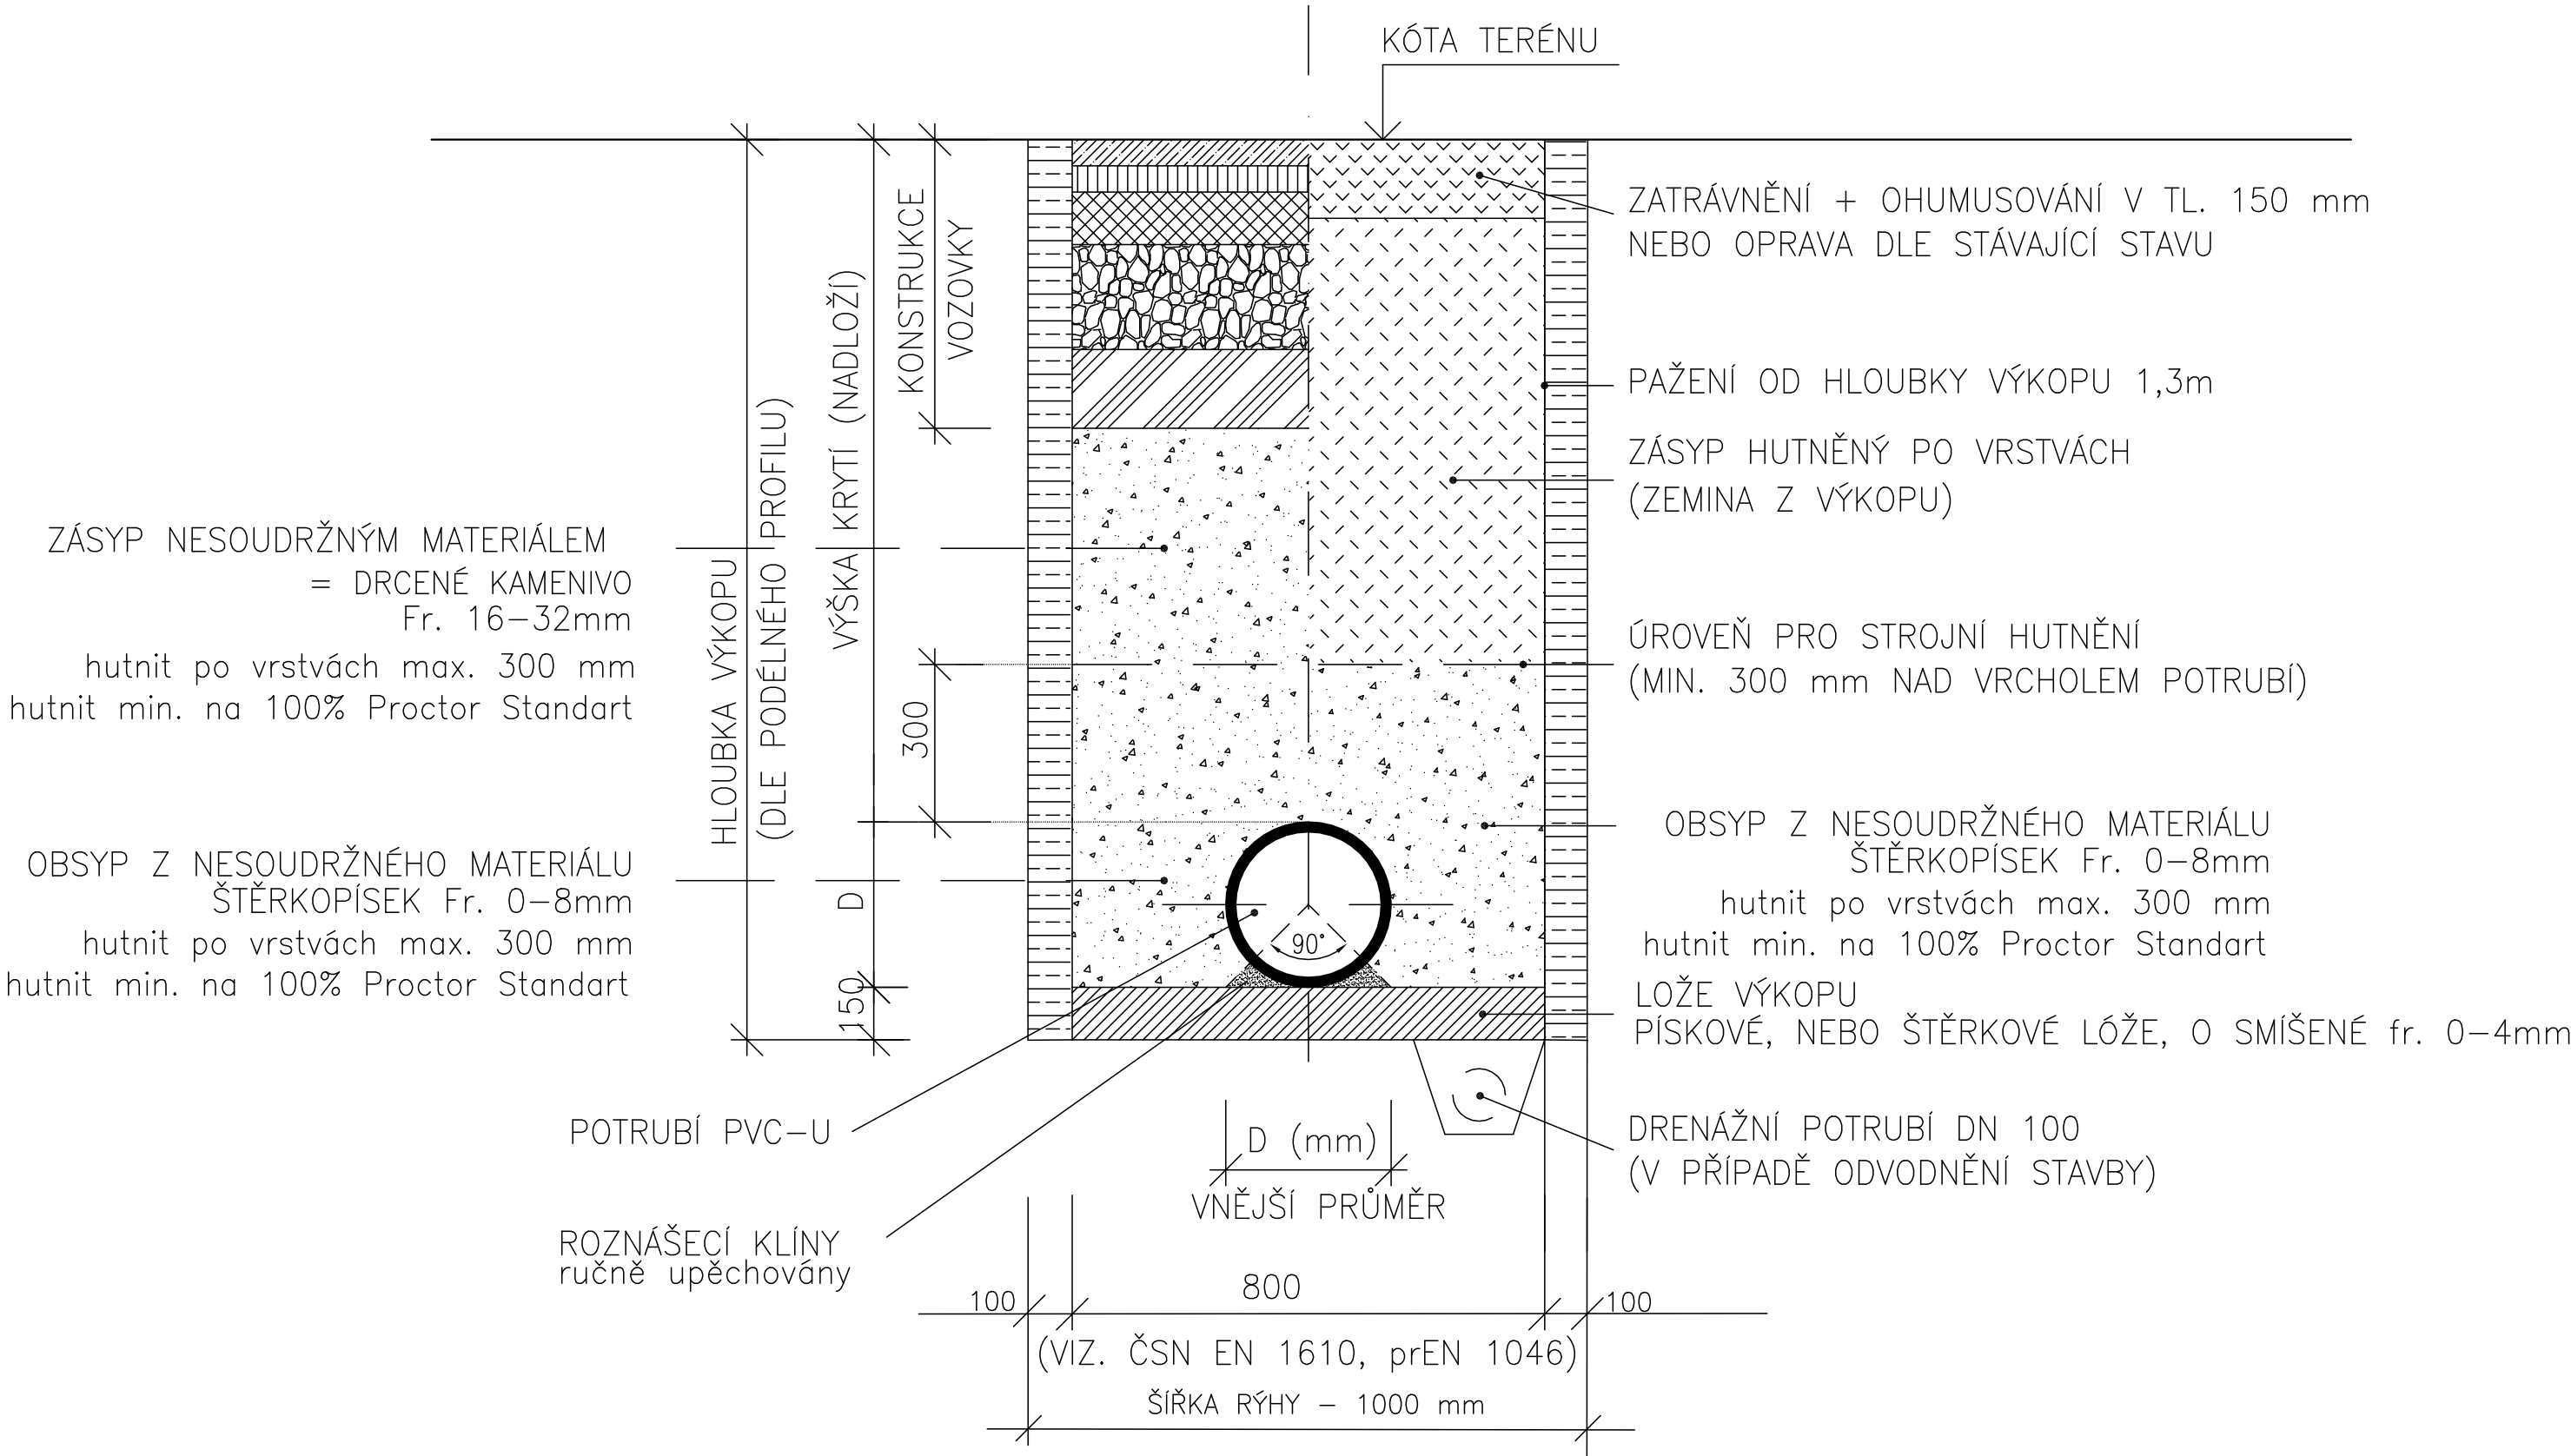 KÓTA TERÉNU
ZATRÁVNĚNÍ + OHUMUSOVÁNÍ V TL. 150 mm
NEBO OPRAVA DLE STÁVAJÍCÍ STAVU
PAŽENÍ OD HLOUBKY VÝKOPU 1,3m
ZÁSYP HUTNĚNÝ PO VRSTVÁCH
(ZEMINA Z VÝKOPU)
ÚROVEŇ PRO STROJNÍ HUTNĚNÍ
(MIN. 300 mm NAD VRCHOLEM POTRUBÍ)
OBSYP Z NESOUDRŽNÉHO MATERIÁLU
ŠTĚRKOPÍSEK Fr. 0-8mm
hutnit po vrstvách max. 300 mm
hutnit min. na 100% Proctor Standart
LOŽE VÝKOPU
PÍSKOVÉ, NEBO ŠTĚRKOVÉ LÓŽE, O SMÍŠENÉ fr. 0-4mm
DRENÁŽNÍ POTRUBÍ DN 100
(V PŘÍPADĚ ODVODNĚNÍ STAVBY)
ZÁSYP NESOUDRŽNÝM MATERIÁLEM
= DRCENÉ KAMENIVO
Fr. 16-32mm
hutnit po vrstvách max. 300 mm
hutnit min. na 100% Proctor Standart
OBSYP Z NESOUDRŽNÉHO MATERIÁLU
ŠTĚRKOPÍSEK Fr. 0-8mm
hutnit po vrstvách max. 300 mm
hutnit min. na 100% Proctor Standart
HLOUBKA VÝKOPU
(DLE PODÉLNÉHO PROFILU)
VÝŠKA KRYTÍ (NADLOŽÍ)
KONSTRUKCE
VOZOVKY
300
D
150
90°
POTRUBÍ PVC-U
ROZNÁŠECÍ KLÍNY
ručně upěchovány
D (mm)
VNĚJŠÍ PRŮMĚR
100
800
100
(VIZ. ČSN EN 1610, prEN 1046)
ŠÍŘKA RÝHY - 1000 mm